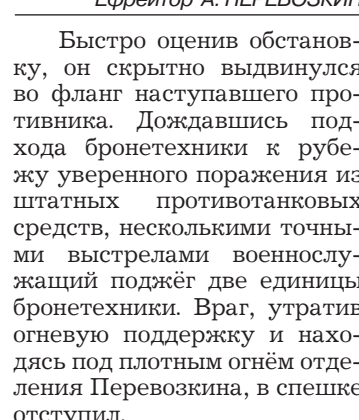 Ефрейтор А. ПЕРЕВОЗКИН
Быстро оценив обстанов-
ку, он скрытно выдвинулся
во фланг наступавшего про-
тивника. Дождавшись под-
хода бронетехники к рубе-
жу уверенного поражения из
штатных противотанковых
средств, несколькими точны-
ми выстрелами военнослу-
жащий поджёг две единицы
бронетехники. Враг, утратив
огневую поддержку и нахо-
дясь под плотным огнём отде-
ления Перевозкина, в спешке
отступил.